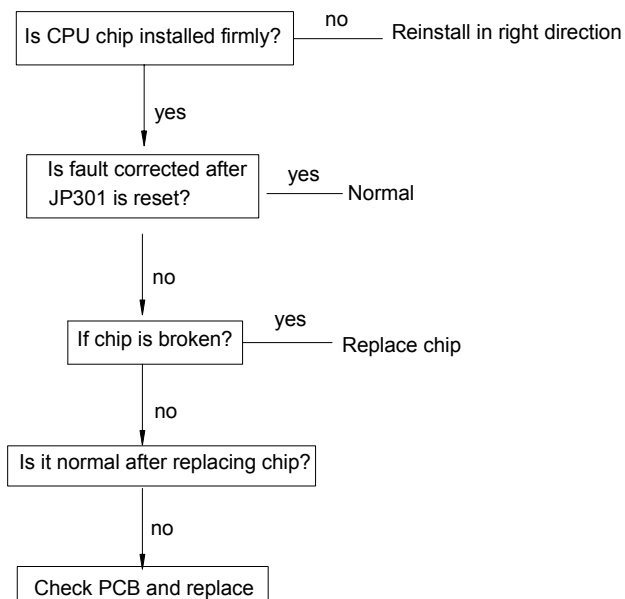 Is CPU chip installed firmly?
no
Reinstall in right direction
yes
Is fault corrected after
JP301 is reset?
yes
Normal
no
If chip is broken?
yes
Replace chip
no
Is it normal after replacing chip?
no
Check PCB and replace